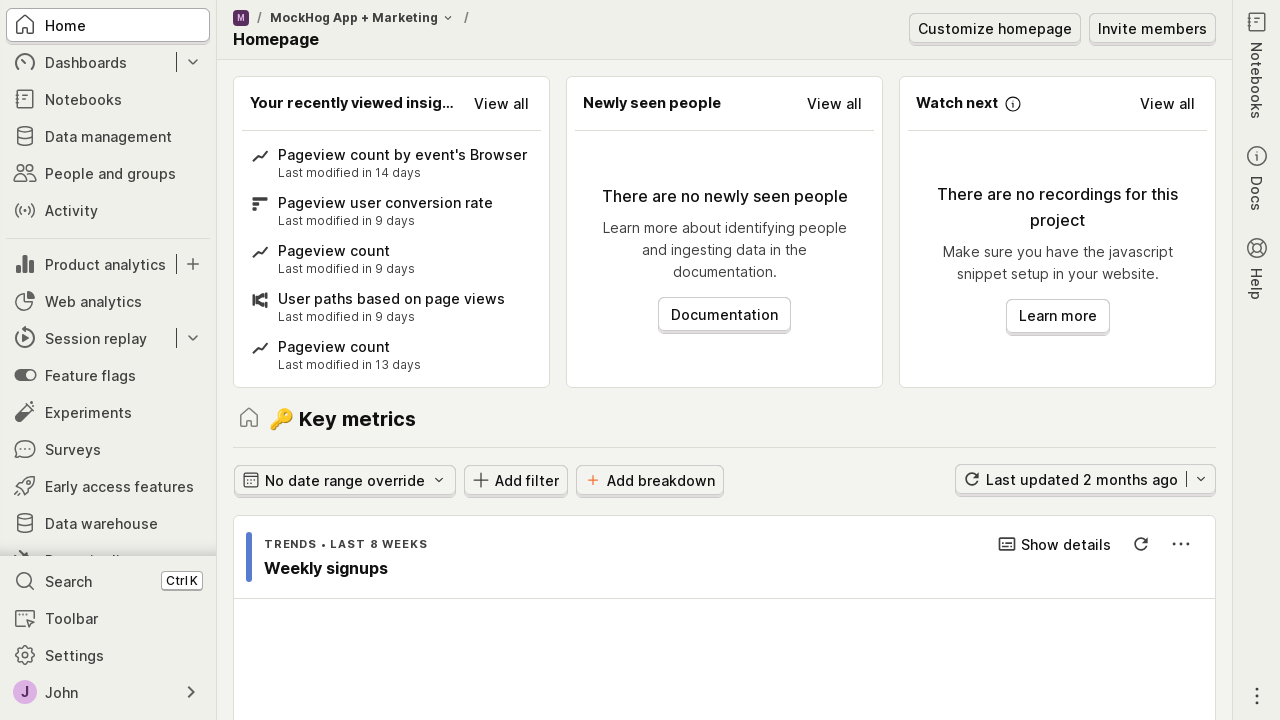 Home
Dashboards
Notebooks
Data management
People and groups
Activity
Product analytics
Web analytics
Session replay
Feature flags
Experiments
Surveys
Early access features
Data warehouse
Search Ctrl K
Toolbar
Settings
J John
M / MockHog App + Marketing /
Homepage
Customize homepage
Invite members
Your recently viewed insig... View all
Pageview count by event's Browser
Last modified in 14 days
Pageview user conversion rate
Last modified in 9 days
Pageview count
Last modified in 9 days
User paths based on page views
Last modified in 9 days
Pageview count
Last modified in 13 days
Newly seen people View all
There are no newly seen people
Learn more about identifying people
and ingesting data in the
documentation.
Documentation
Watch next View all
There are no recordings for this
project
Make sure you have the javascript
snippet setup in your website.
Learn more
🔑 Key metrics
No date range override
Add filter
Add breakdown
Last updated 2 months ago
TRENDS • LAST 8 WEEKS
Weekly signups
Show details
Notebooks
Docs
Help